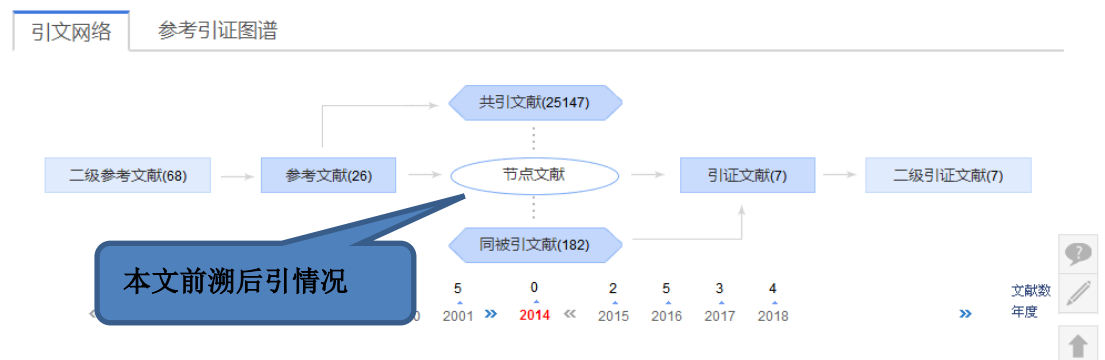 引文网络 参考引证图谱
共引文献(25147)
二级参考文献(68) 参考文献(26) 节点文献 引证文献(7) 二级引证文献(7)
同被引文献(182)
本文前溯后引情况
5 0 2 5 3 4 文献数
2001 2014 2015 2016 2017 2018 年度